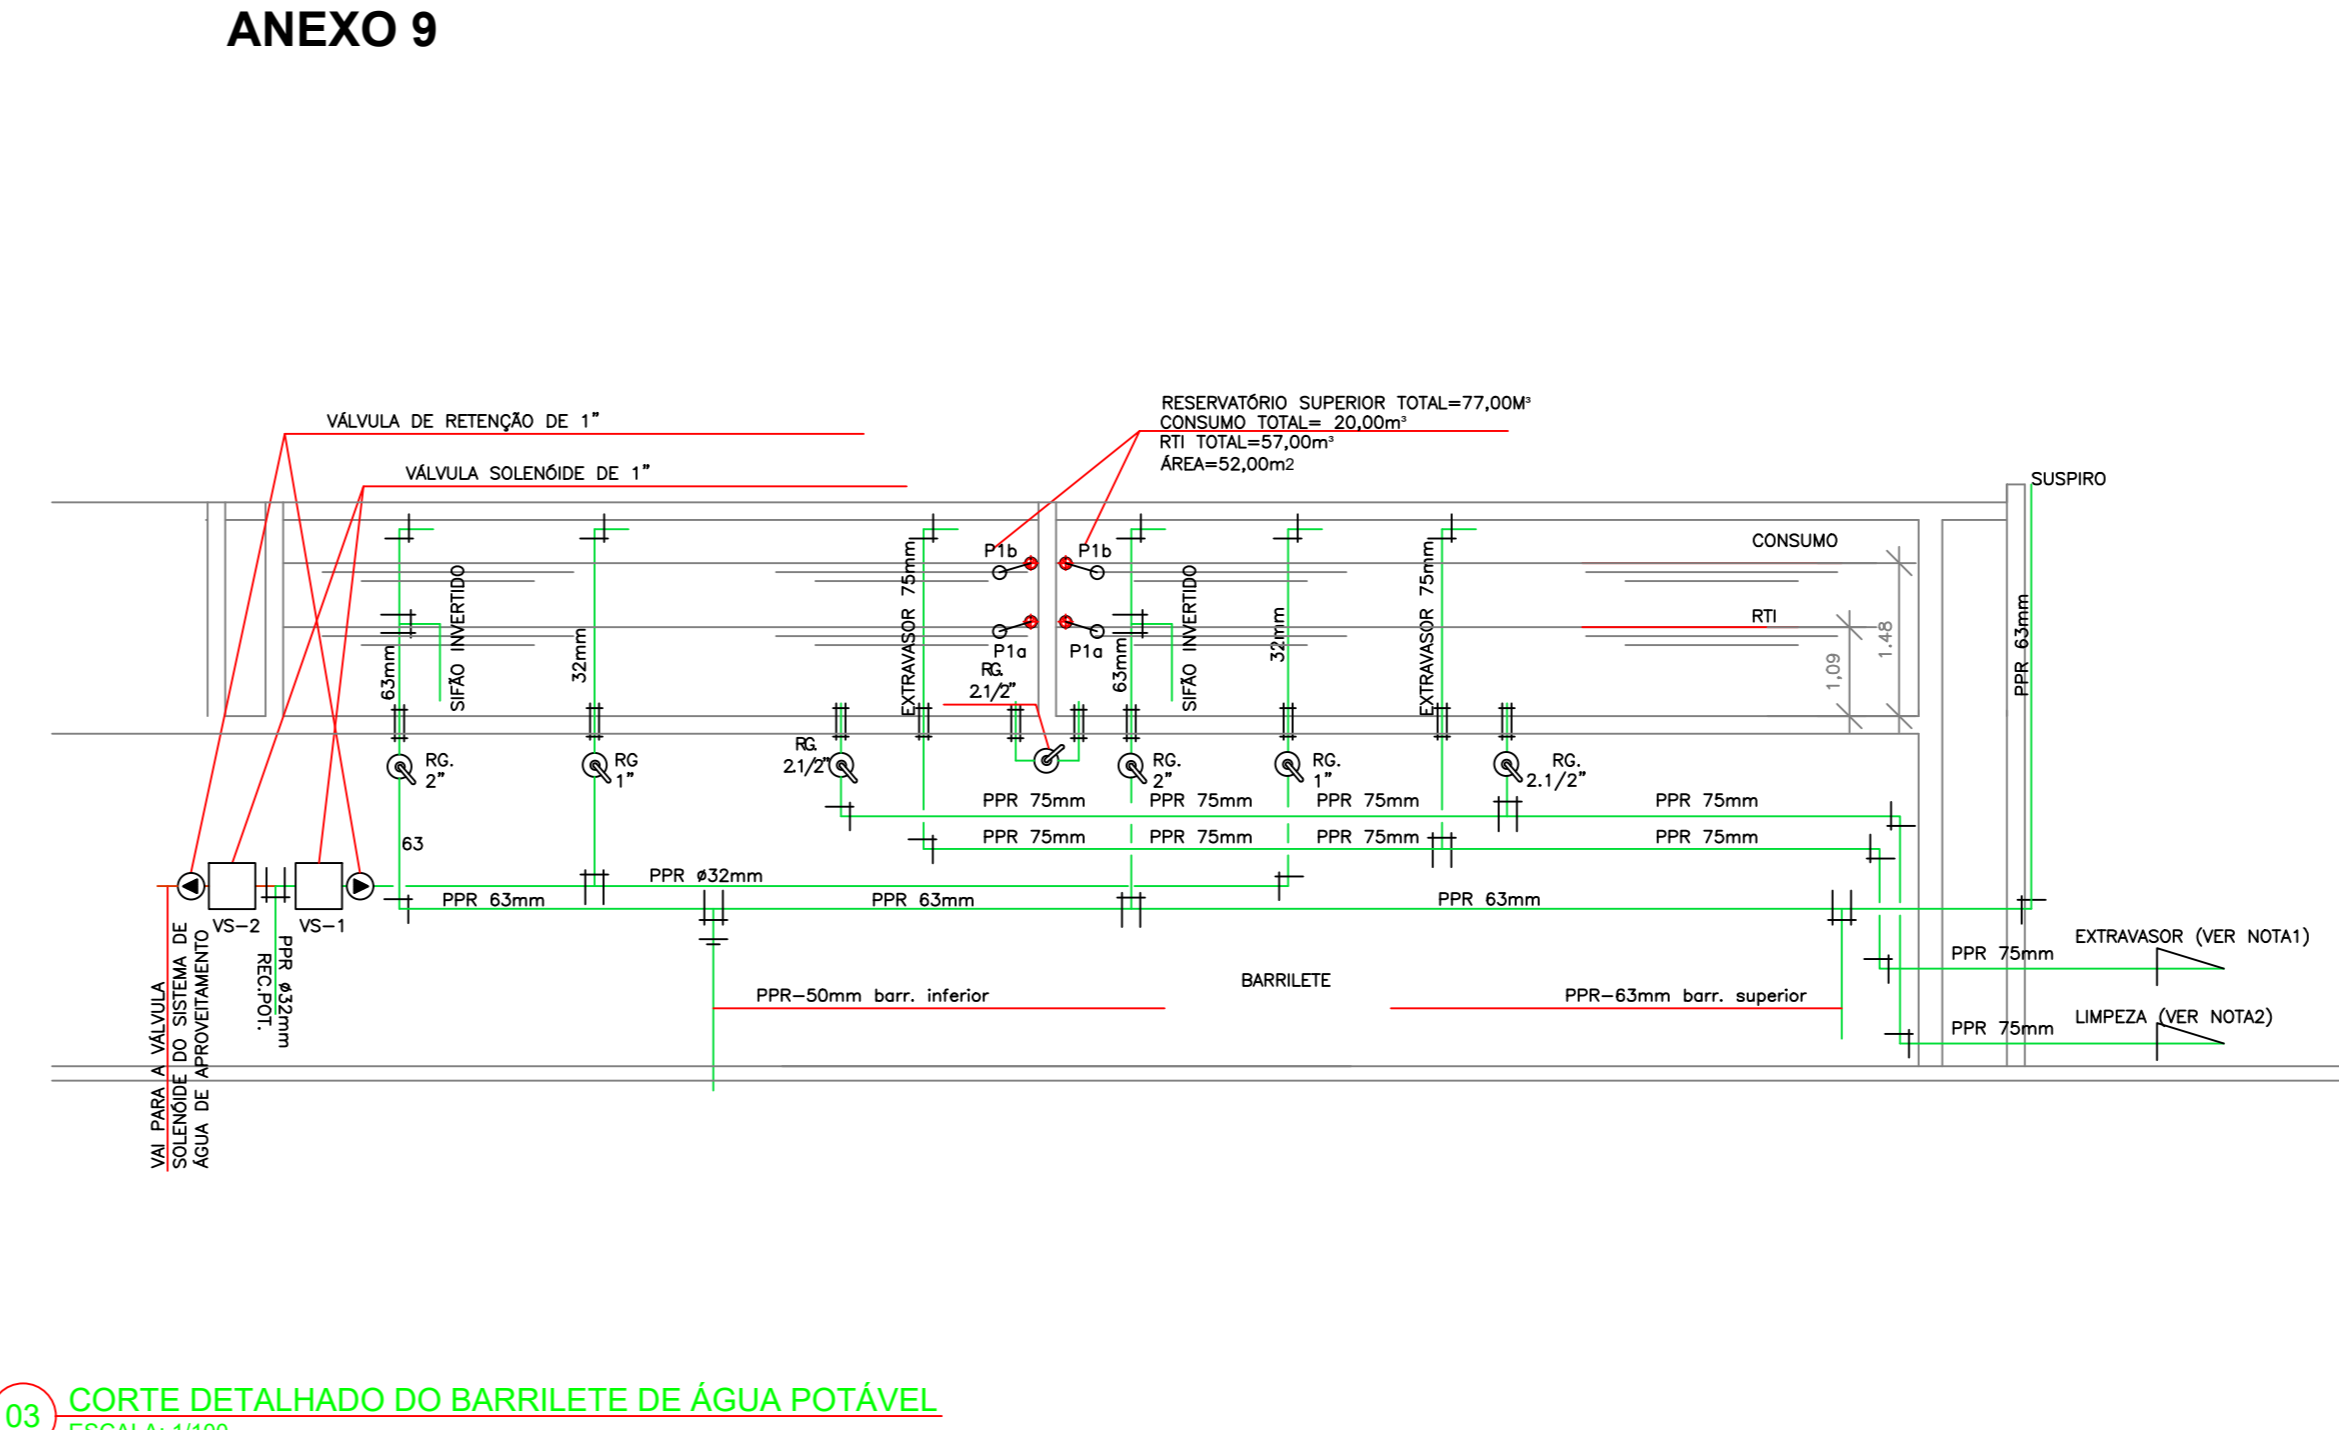 ANEXO 9
RESERVATÓRIO SUPERIOR TOTAL=77,00M³
CONSUMO TOTAL= 20,00m³
RTI TOTAL=57,00m³
ÁREA=52,00m2
VÁLVULA DE RETENÇÃO DE 1"
VÁLVULA SOLENÓIDE DE 1"
SUSPIRO
P1b
P1b
CONSUMO
SIFÃO INVERTIDO
EXTRAVASOR 75mm
SIFÃO INVERTIDO
EXTRAVASOR 75mm
RTI
63mm
32mm
P1a
P1a
63mm
32mm
1,09
1.48
PPR 63mm
RG.
2.1/2"
RG.
2"
RG
1"
RG.
2.1/2"
RG.
2"
RG.
1"
RG.
2.1/2"
PPR 75mm
PPR 75mm
PPR 75mm
PPR 75mm
PPR 75mm
PPR 75mm
PPR 75mm
PPR 75mm
63
PPR ø32mm
PPR 63mm
PPR 63mm
PPR 63mm
VS-2
VS-1
VAI PARA A VÁLVULA
SOLENÓIDE DO SISTEMA DE
ÁGUA DE APROVEITAMENTO
PPR ø32mm
REC.POT.
EXTRAVASOR (VER NOTA1)
PPR 75mm
BARRILETE
PPR-50mm barr. inferior
PPR-63mm barr. superior
LIMPEZA (VER NOTA2)
PPR 75mm
03
CORTE DETALHADO DO BARRILETE DE ÁGUA POTÁVEL
ESCALA: 1/100